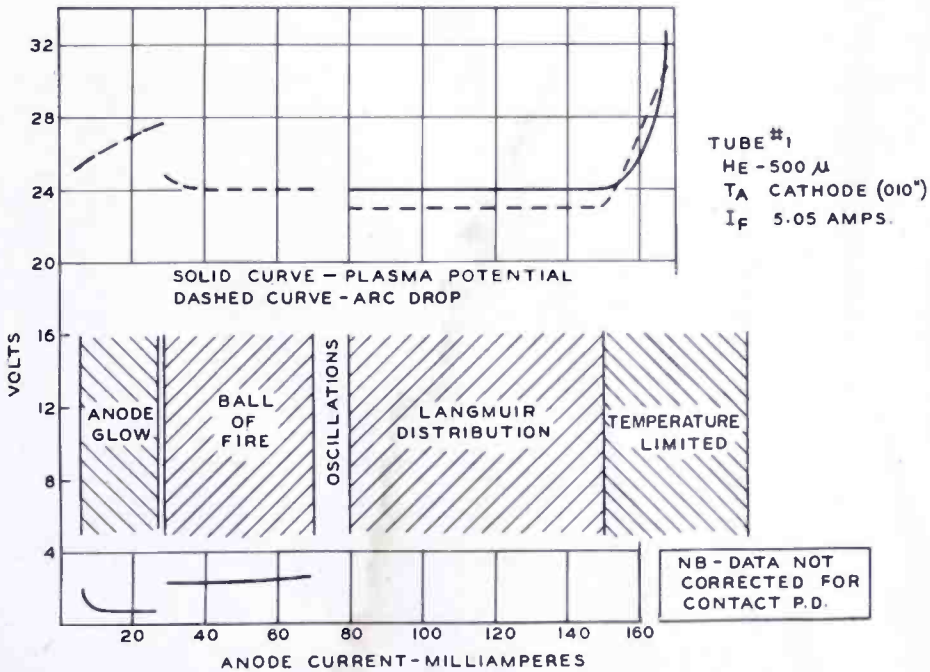 32
28
24
20
TUBE #1
HE-500 μ
TA CATHODE (010")
IF 5.05 AMPS.
SOLID CURVE - PLASMA POTENTIAL
DASHED CURVE - ARC DROP
VOLTS
16
12
8
4
ANODE
GLOW
BALL
OF
FIRE
OSCILLATIONS
LANGMUIR
DISTRIBUTION
TEMPERATURE
LIMITED
NB-DATA NOT
CORRECTED FOR
CONTACT P.D.
20 40 60 80 100 120 140 160
ANODE CURRENT-MILLIAMPERES